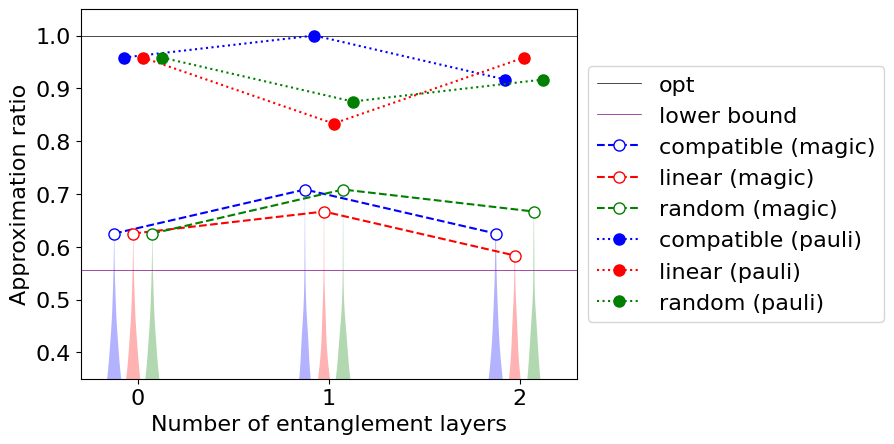 1.0
0.9
0.8
0.7
0.6
0.5
0.4
Approximation ratio
0 1 2
Number of entanglement layers
opt
lower bound
compatible (magic)
linear (magic)
random (magic)
compatible (pauli)
linear (pauli)
random (pauli)